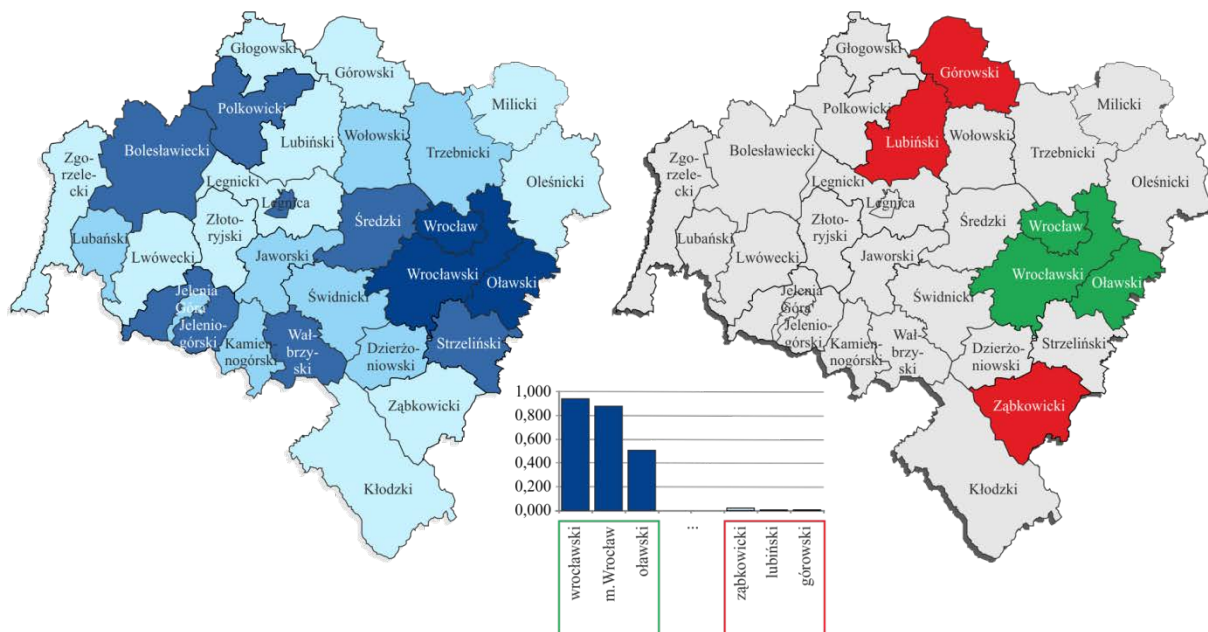 Głogowski
Górowski
Polkowicki
Milicki
Lubiński
Wołowski
Trzebnicki
Bolesławiecki
Zgo-
rzelec-
ki
Oleśnicki
Legnicki
Legnica
Złoto-
ryjski
Średzki
Wrocław
Lubański
Lwówecki
Jaworski
Wrocławski
Oławski
Jelenia
Góra
Jelenio-
górski
Świdnicki
Kamien-
nogórski
Wał-
brzy-
ski
Dzierżo-
niowski
Strzeliński
Ząbkowicki
Kłodzki
Głogowski
Górowski
Polkowicki
Milicki
Lubiński
Wołowski
Trzebnicki
Bolesławiecki
Zgo-
rzelec-
ki
Oleśnicki
Legnicki
Legnica
Złoto-
ryjski
Średzki
Wrocław
Lubański
Lwówecki
Jaworski
Wrocławski
Oławski
Jelenia
Góra
Jelenio-
górski
Świdnicki
Kamien-
nogórski
Wał-
brzy-
ski
Dzierżo-
niowski
Strzeliński
Ząbkowicki
Kłodzki
1,000
0,800
0,600
0,400
0,200
0,000
wrocławski
m.Wrocław
oławski
...
ząbkowicki
lubiński
górowski